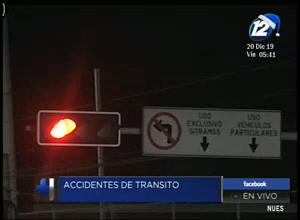 12
20 Dic 19
Vie 05:41
USO
EXCLUSIVO
SITRAMSS
USO
VEHICULOS
PARTICULARES
ACCIDENTES DE TRANSITO
facebook
EN VIVO
NUES